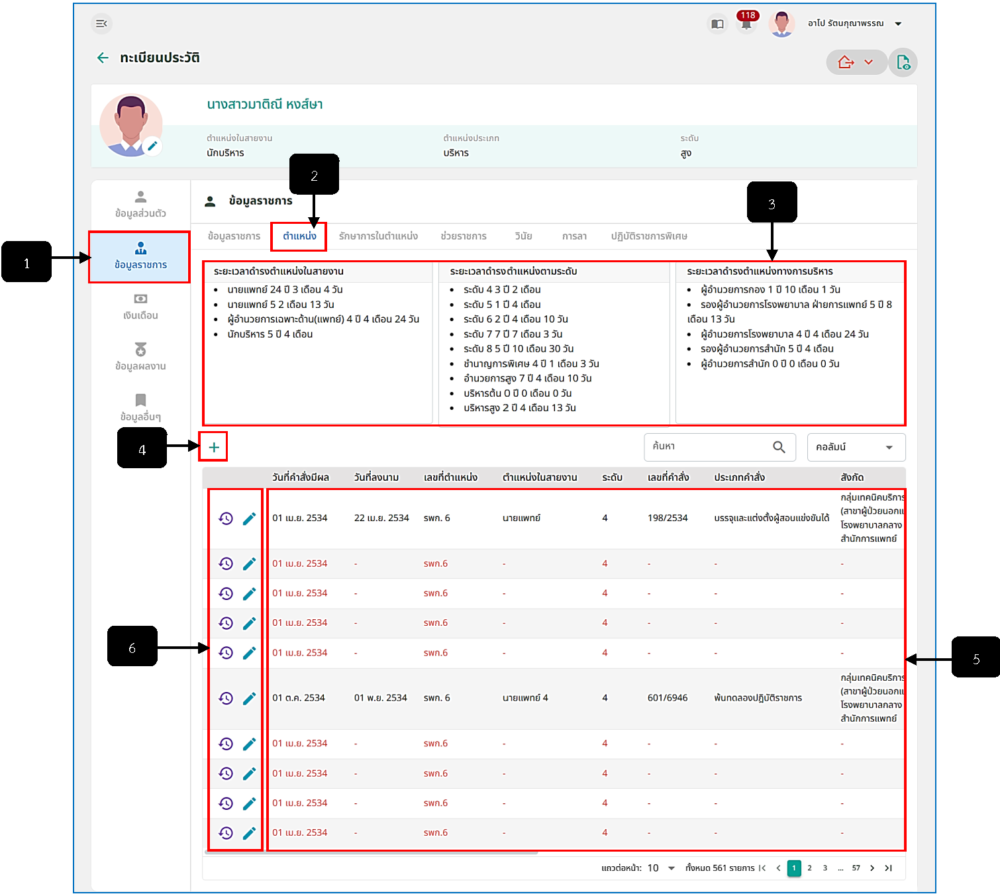 118
อาโป รัตนกุณาพรรณ
ทะเบียนประวัติ
นางสาวมาติณี หงส์ษา
ตำแหน่งในสายงาน ตำแหน่งประเภท ระดับ
นักบริหาร บริหาร สูง
2
3
1
4
6
5
ข้อมูลส่วนตัว
ข้อมูลราชการ
เงินเดือน
ข้อมูลผลงาน
ข้อมูลอื่นๆ
ข้อมูลราชการ
ข้อมูลราชการ ตำแหน่ง รักษาการในตำแหน่ง ช่วยราชการ วินัย การลา ปฏิบัติราชการพิเศษ
ระยะเวลาดำรงตำแหน่งในสายงาน
• นายแพทย์ 24 ปี 3 เดือน 4 วัน
• นายแพทย์ 5 2 เดือน 13 วัน
• ผู้อำนวยการเฉพาะด้าน(แพทย์) 4 ปี 4 เดือน 24 วัน
• นักบริหาร 5 ปี 4 เดือน
ระยะเวลาดำรงตำแหน่งตามระดับ
• ระดับ 4 3 ปี 2 เดือน
• ระดับ 5 1 ปี 4 เดือน
• ระดับ 6 2 ปี 4 เดือน 10 วัน
• ระดับ 7 7 ปี 7 เดือน 3 วัน
• ระดับ 8 5 ปี 10 เดือน 30 วัน
• ชำนาญการพิเศษ 4 ปี 1 เดือน 3 วัน
• อำนวยการสูง 7 ปี 4 เดือน 10 วัน
• บริหารต้น 0 ปี 0 เดือน 0 วัน
• บริหารสูง 2 ปี 4 เดือน 13 วัน
ระยะเวลาดำรงตำแหน่งทางการบริหาร
• ผู้อำนวยการกอง 1 ปี 10 เดือน 1 วัน
• รองผู้อำนวยการโรงพยาบาล ฝ่ายการแพทย์ 5 ปี 8
เดือน 13 วัน
• ผู้อำนวยการโรงพยาบาล 4 ปี 4 เดือน 24 วัน
• รองผู้อำนวยการสำนัก 5 ปี 4 เดือน
• ผู้อำนวยการสำนัก 0 ปี 0 เดือน 0 วัน
ค้นหา คอลัมน์
วันที่คำสั่งมีผล วันที่ลงนาม เลขที่ตำแหน่ง ตำแหน่งในสายงาน ระดับ เลขที่คำสั่ง ประเภทคำสั่ง สังกัด
01 เม.ย. 2534 22 เม.ย. 2534 รพก. 6 นายแพทย์ 4 198/2534 บรรจุและแต่งตั้งผู้สอบแข่งขันได้
กลุ่มเทคนิคบริการ
(สาขาผู้ป่วยนอกแ
โรงพยาบาลกลาง
สำนักการแพทย์
01 เม.ย. 2534 - รพก.6 - 4 - - -
01 เม.ย. 2534 - รพก.6 - 4 - - -
01 เม.ย. 2534 - รพก.6 - 4 - - -
01 เม.ย. 2534 - รพก.6 - 4 - - -
01 ต.ค. 2534 01 พ.ย. 2534 รพก. 6 นายแพทย์ 4 4 601/6946 พ้นทดลองปฎิบัติราชการ
กลุ่มเทคนิคบริการ
(สาขาผู้ป่วยนอกแ
โรงพยาบาลกลาง
สำนักการแพทย์
01 เม.ย. 2534 - รพก.6 - 4 - - -
01 เม.ย. 2534 - รพก.6 - 4 - - -
01 เม.ย. 2534 - รพก.6 - 4 - - -
01 เม.ย. 2534 - รพก.6 - 4 - - -
แถวต่อหน้า: 10 ทั้งหมด 561 รายการ 1 2 3 ... 57